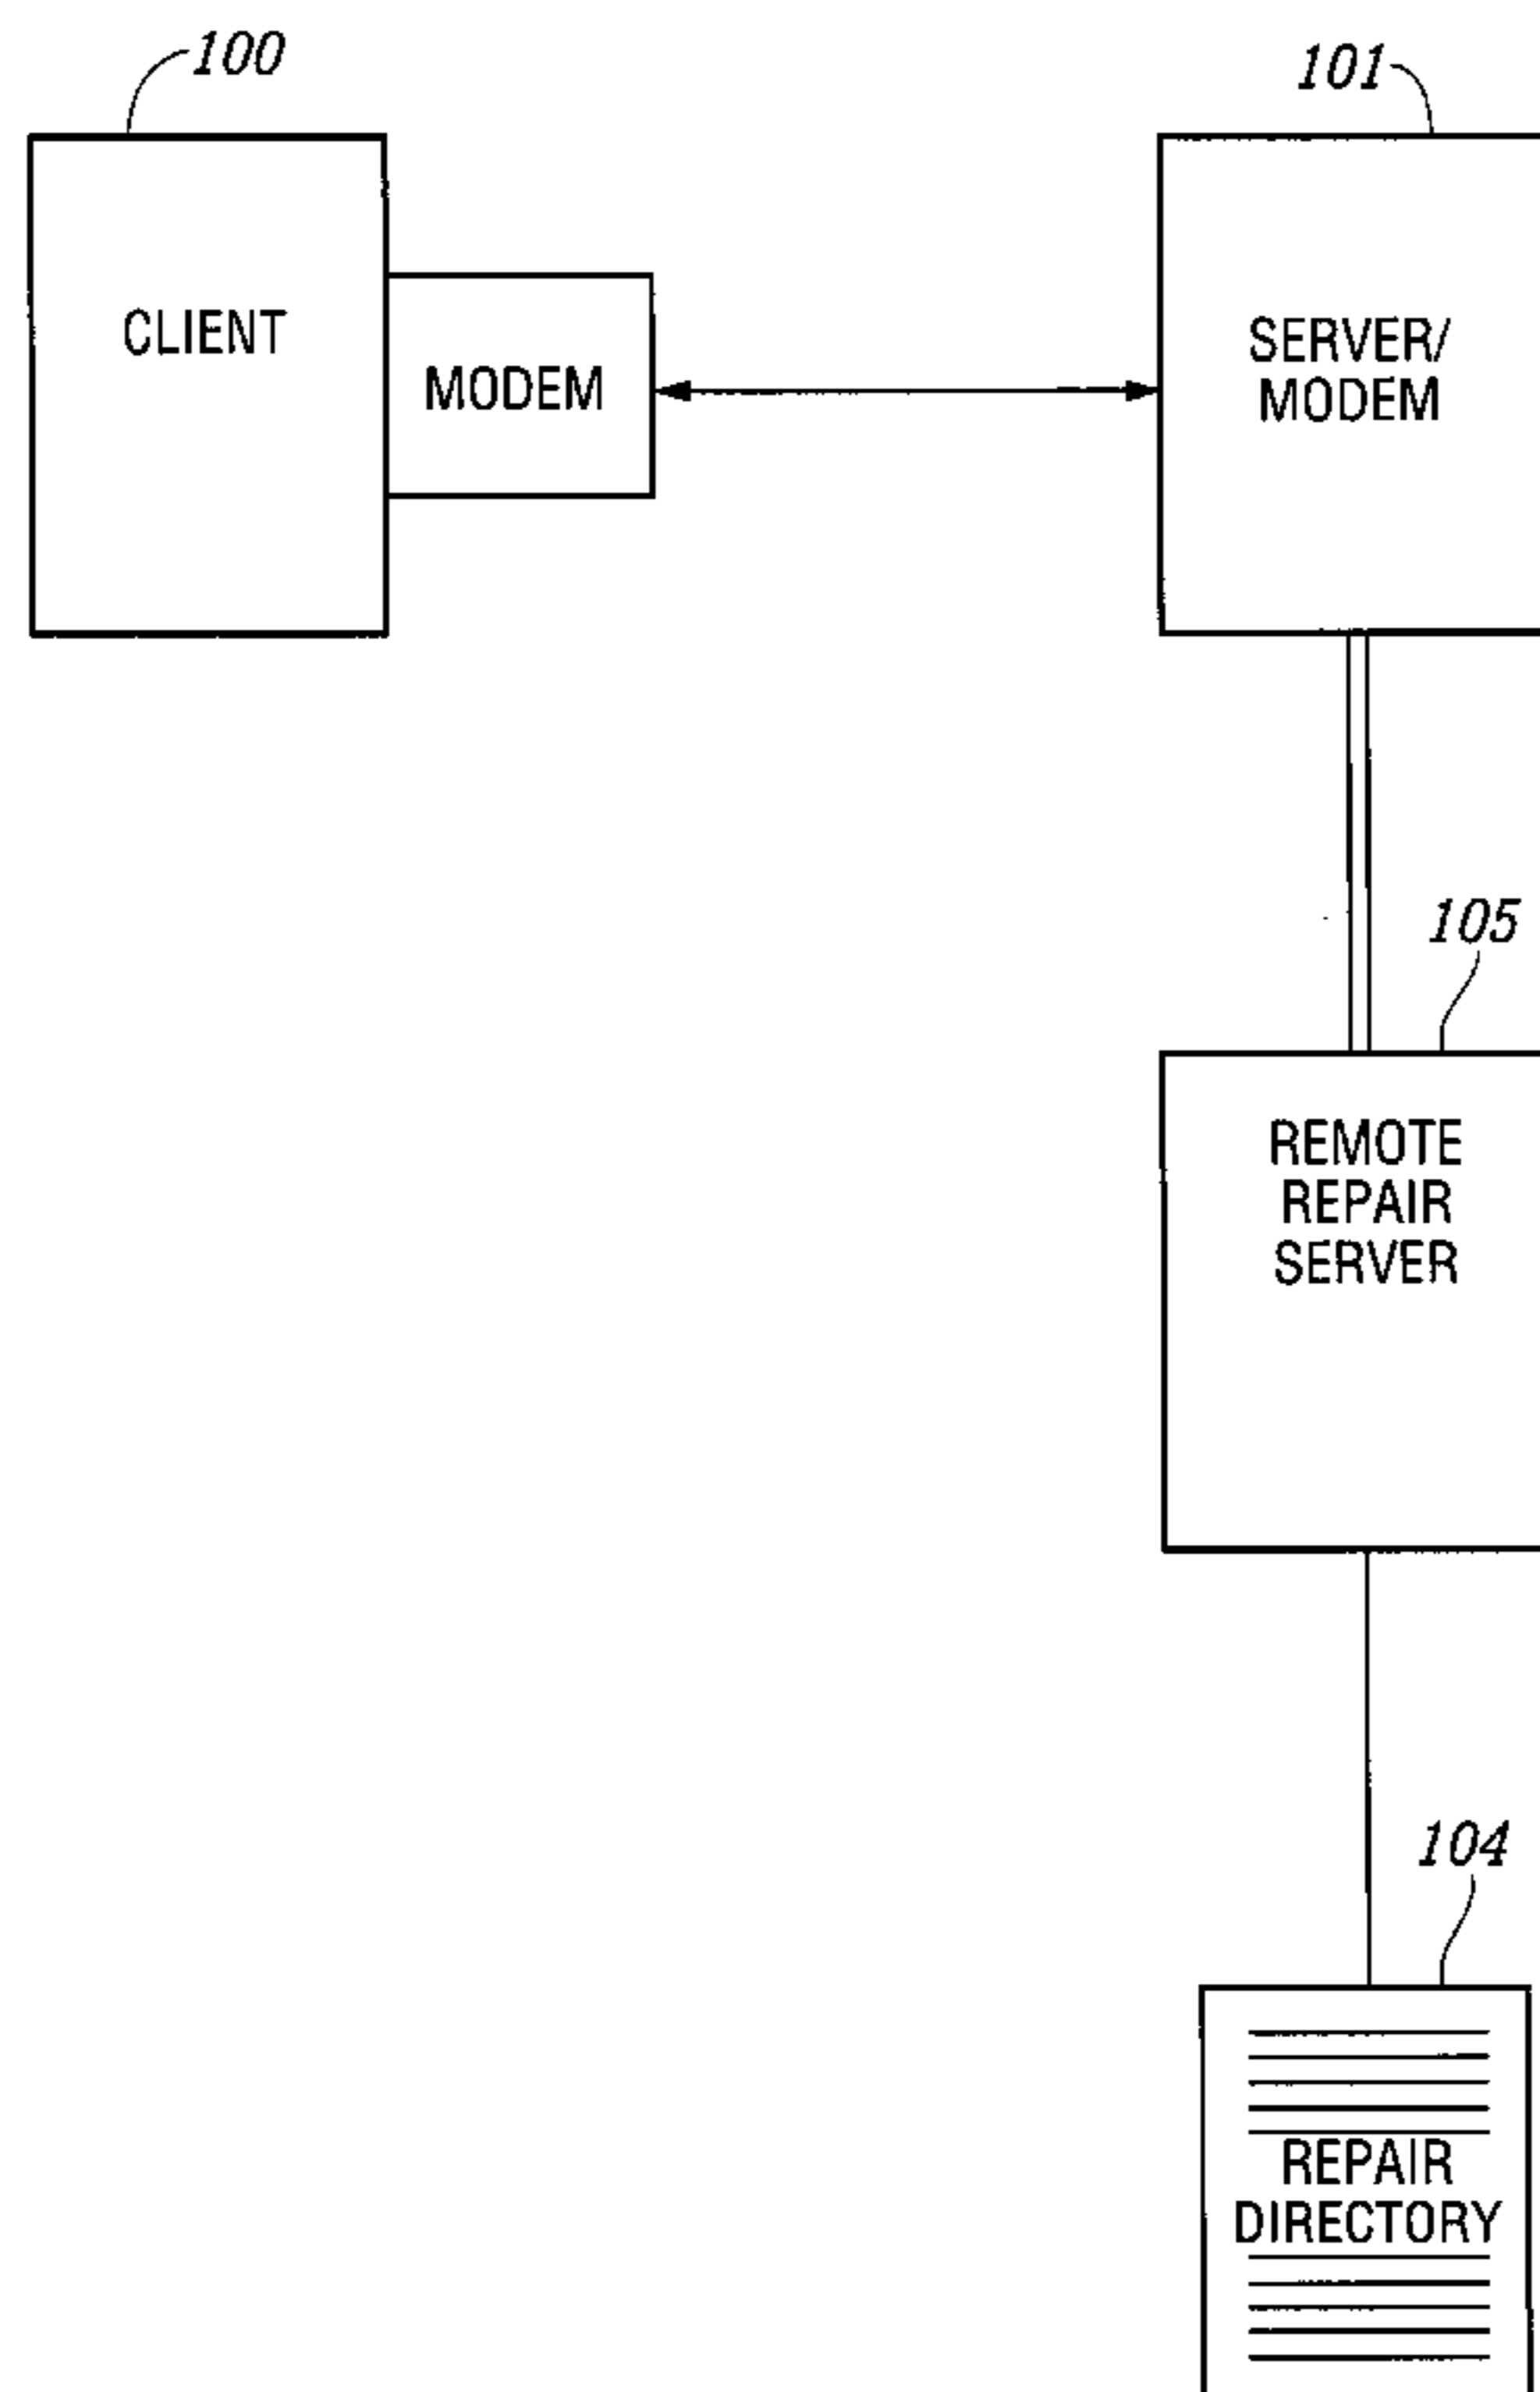 100
101
CLIENT
MODEM
SERVER/
MODEM
105
REMOTE
REPAIR
SERVER
104
REPAIR
DIRECTORY